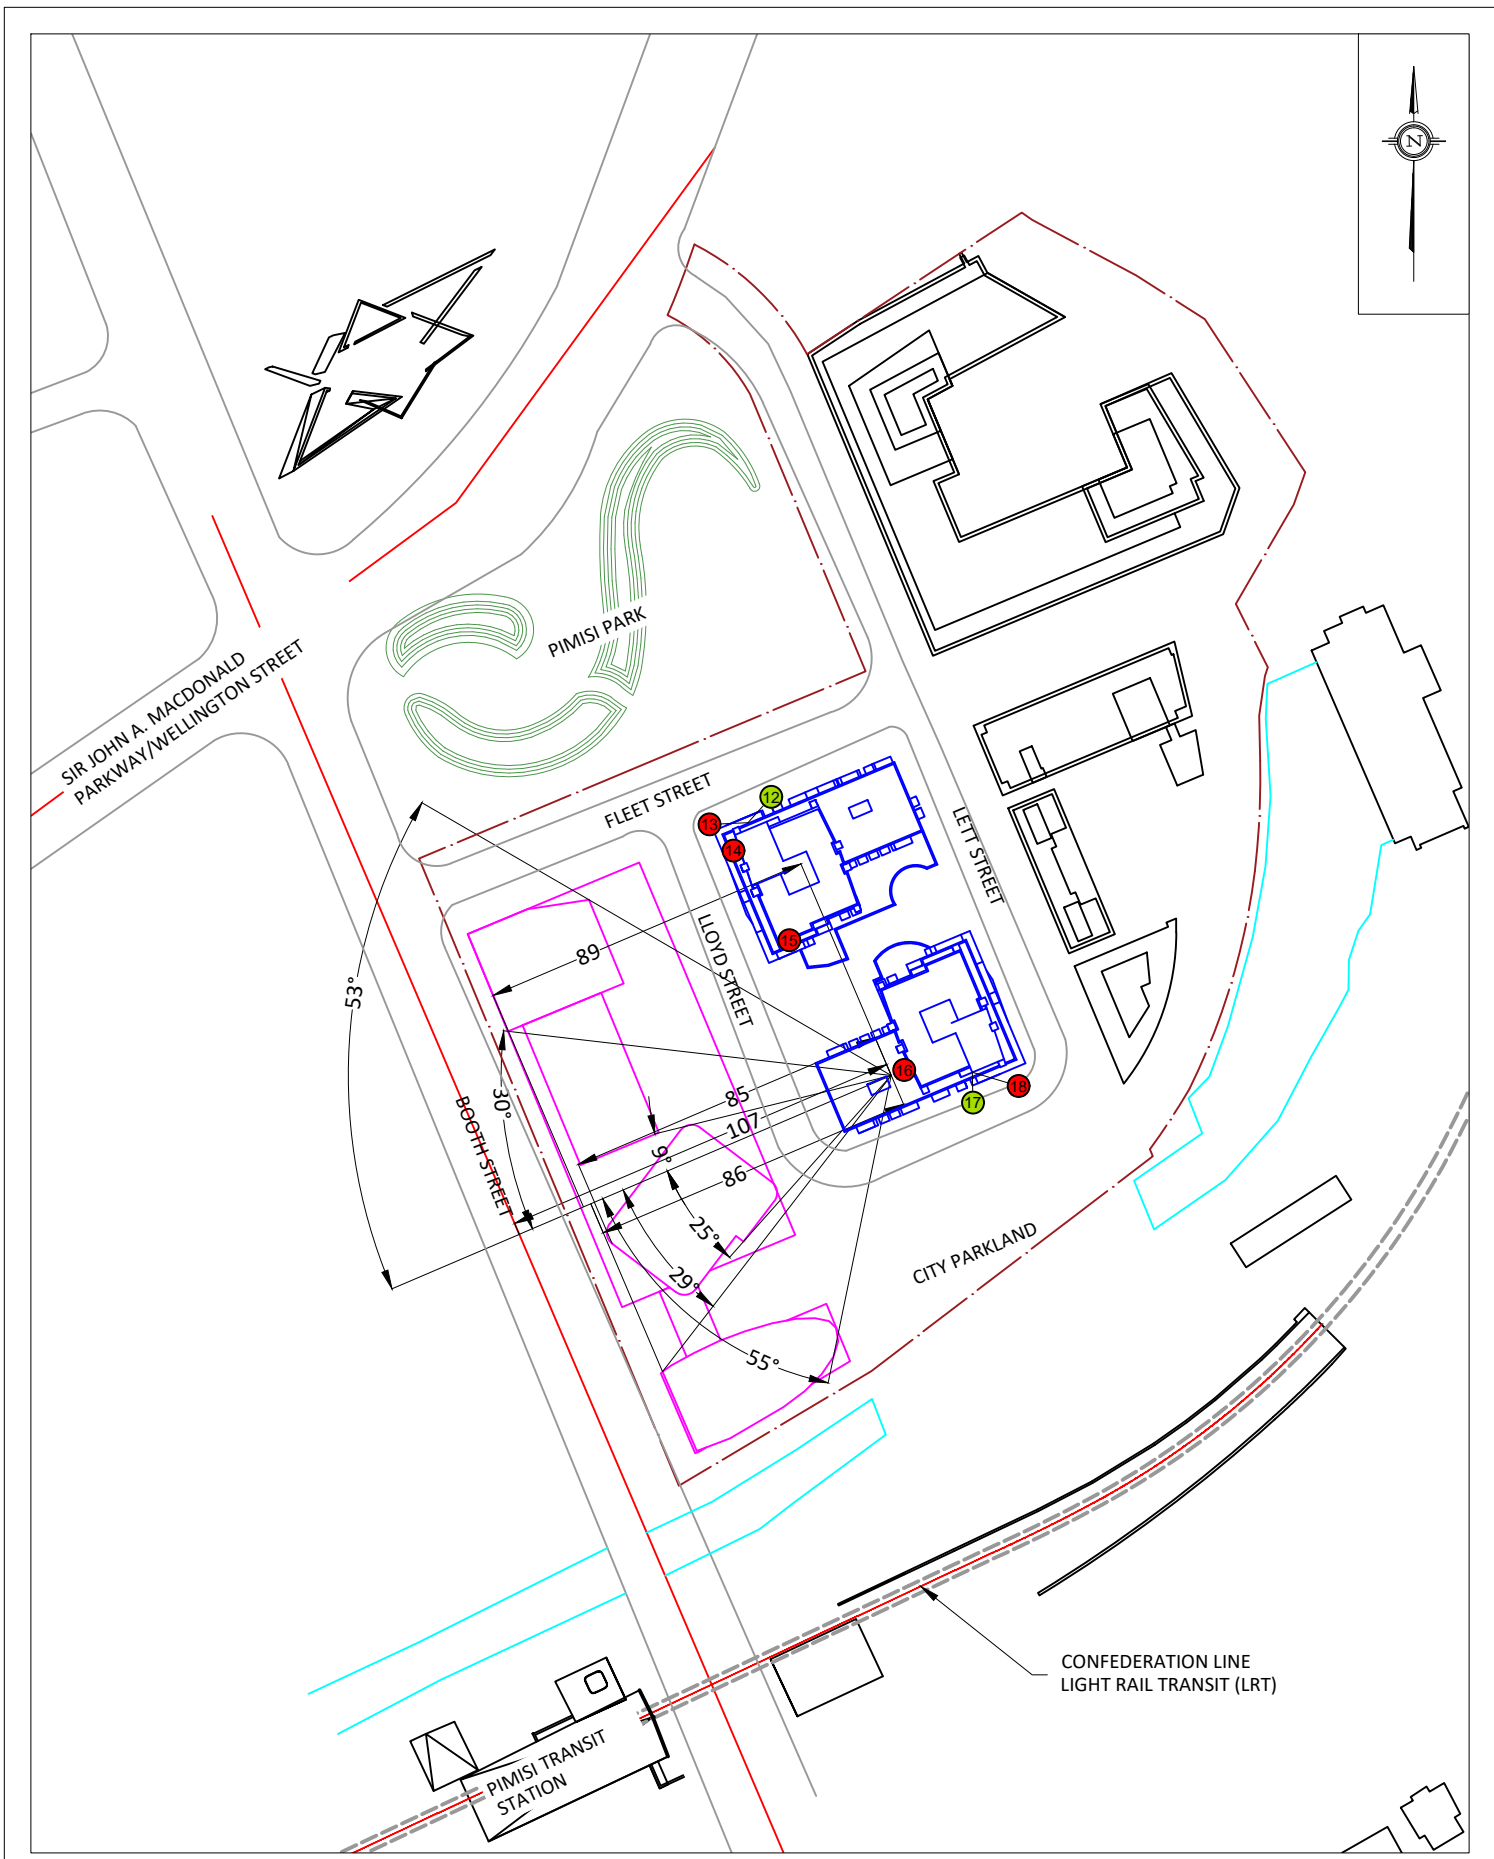 N
SIR JOHN A. MACDONALD
PARKWAY/WELLINGTON STREET
PIMISI PARK
FLEET STREET
12
13
14
LETT STREET
89
LLOYD STREET
15
53°
30°
85
107
9°
86
16
18
17
BOOTH STREET
25°
29°
55°
CITY PARKLAND
CONFEDERATION LINE
LIGHT RAIL TRANSIT (LRT)
PIMISI TRANSIT
STATION